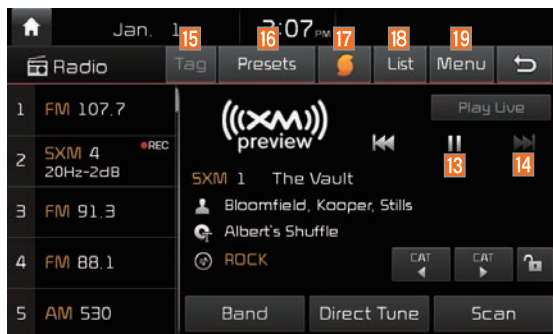 Jan. 1 2:07 PM
15 16 17 18 19
Radio Tag Presets List Menu
1 FM 107.7
((XM)) preview
Play Live
2 SXM 4 REC
20Hz-2dB
13 14
SXM 1 The Vault
3 FM 91.3
Bloomfield, Kooper, Stills
Albert's Shuffle
4 FM 88.1
ROCK
CAT CAT
5 AM 530
Band Direct Tune Scan